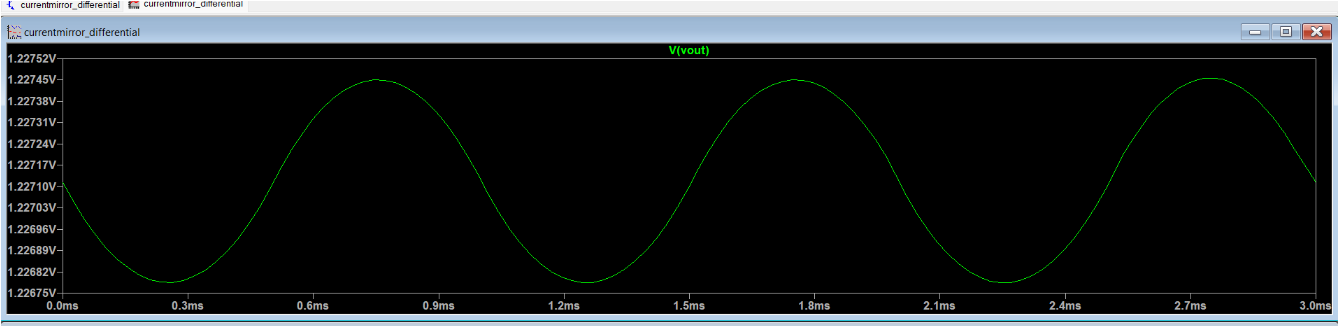 currentmirror_differential currentmirror_differential
currentmirror_differential
V(vout)
1.22752V
1.22745V
1.22738V
1.22731V
1.22724V
1.22717V
1.22710V
1.22703V
1.22696V
1.22689V
1.22682V
1.22675V
0.0ms 0.3ms 0.6ms 0.9ms 1.2ms 1.5ms 1.8ms 2.1ms 2.4ms 2.7ms 3.0ms